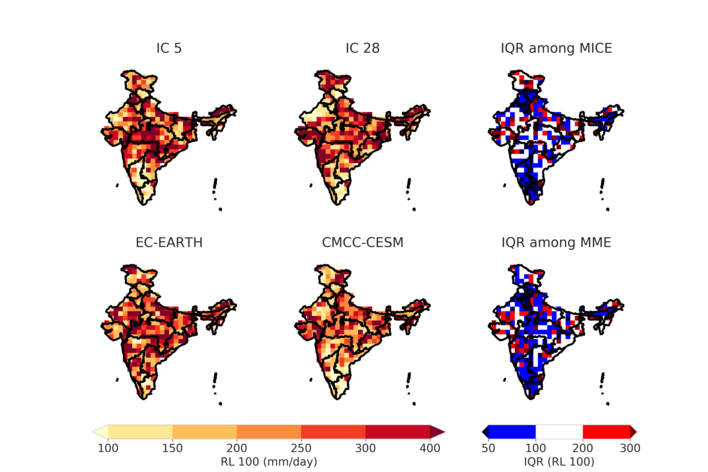 IC 5
IC 28
IQR among MICE
EC-EARTH
CMCC-CESM
IQR among MME
100 150 200 250 300 400
RL 100 (mm/day)
50 100 200 300
IQR (RL 100)